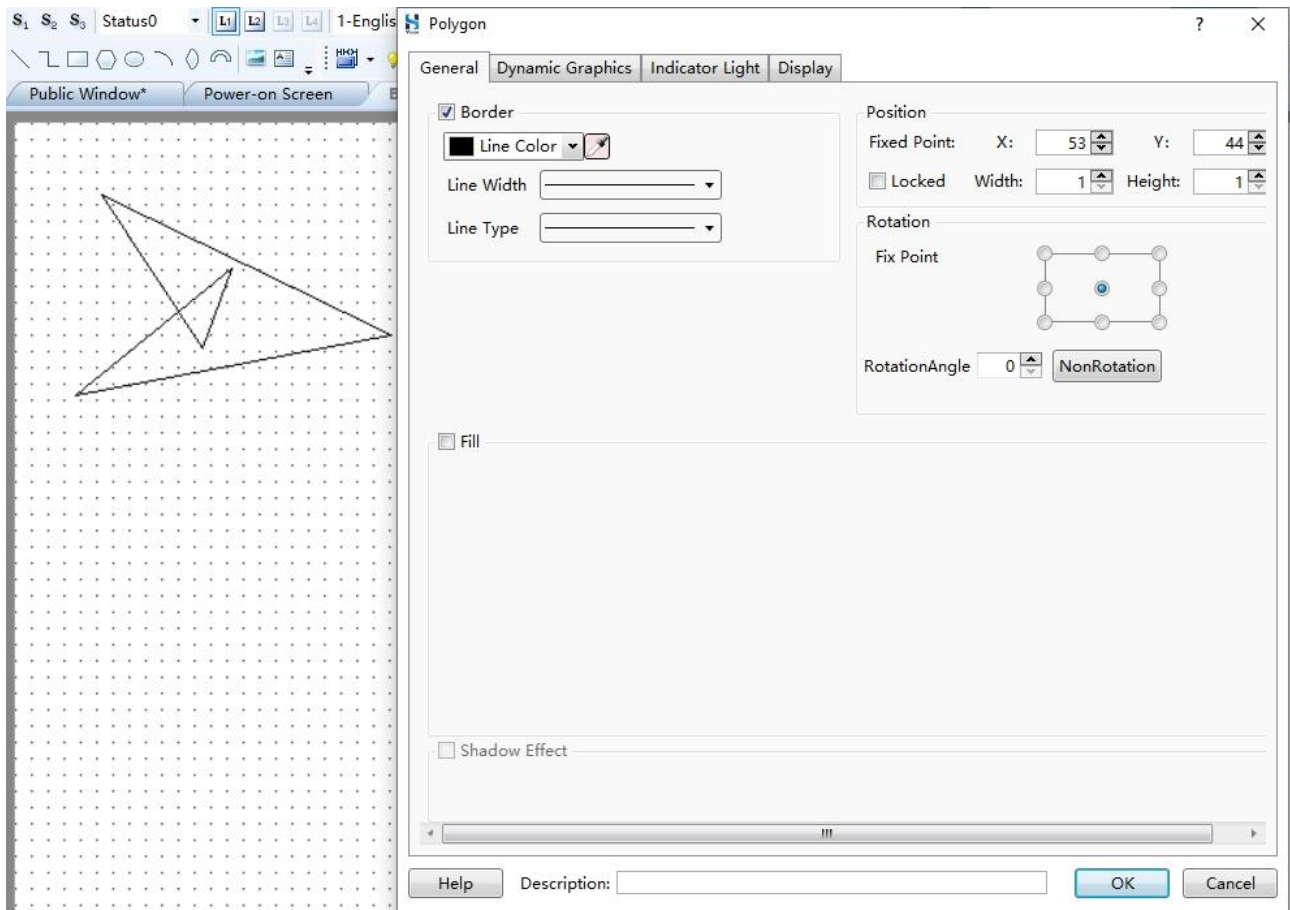 S1 S2 S3 Status0 L1 L2 L3 L4 1-Englis
Public Window* Power-on Screen
Polygon ?
General Dynamic Graphics Indicator Light Display
Border
Line Color
Line Width
Line Type
Position
Fixed Point: X: 53 Y: 44
Locked Width: 1 Height: 1
Rotation
Fix Point
RotationAngle 0 NonRotation
Fill
Shadow Effect
Help Description: OK Cancel